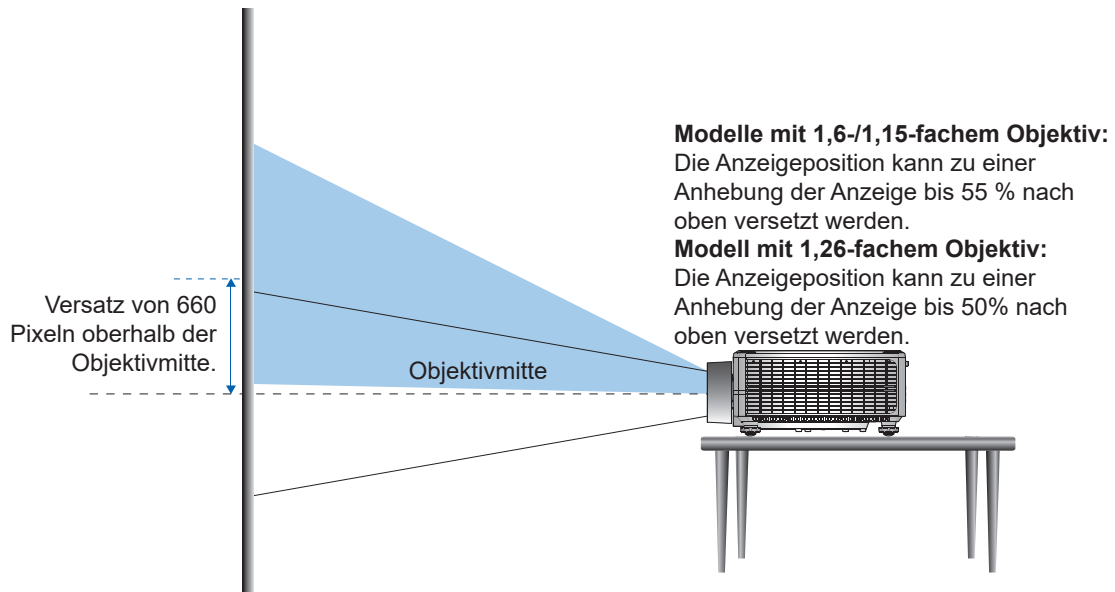 Modelle mit 1,6-/1,15-fachem Objektiv:
Die Anzeigeposition kann zu einer
Anhebung der Anzeige bis 55 % nach
oben versetzt werden.
Modell mit 1,26-fachem Objektiv:
Die Anzeigeposition kann zu einer
Anhebung der Anzeige bis 50% nach
oben versetzt werden.
Versatz von 660
Pixeln oberhalb der
Objektivmitte.
Objektivmitte